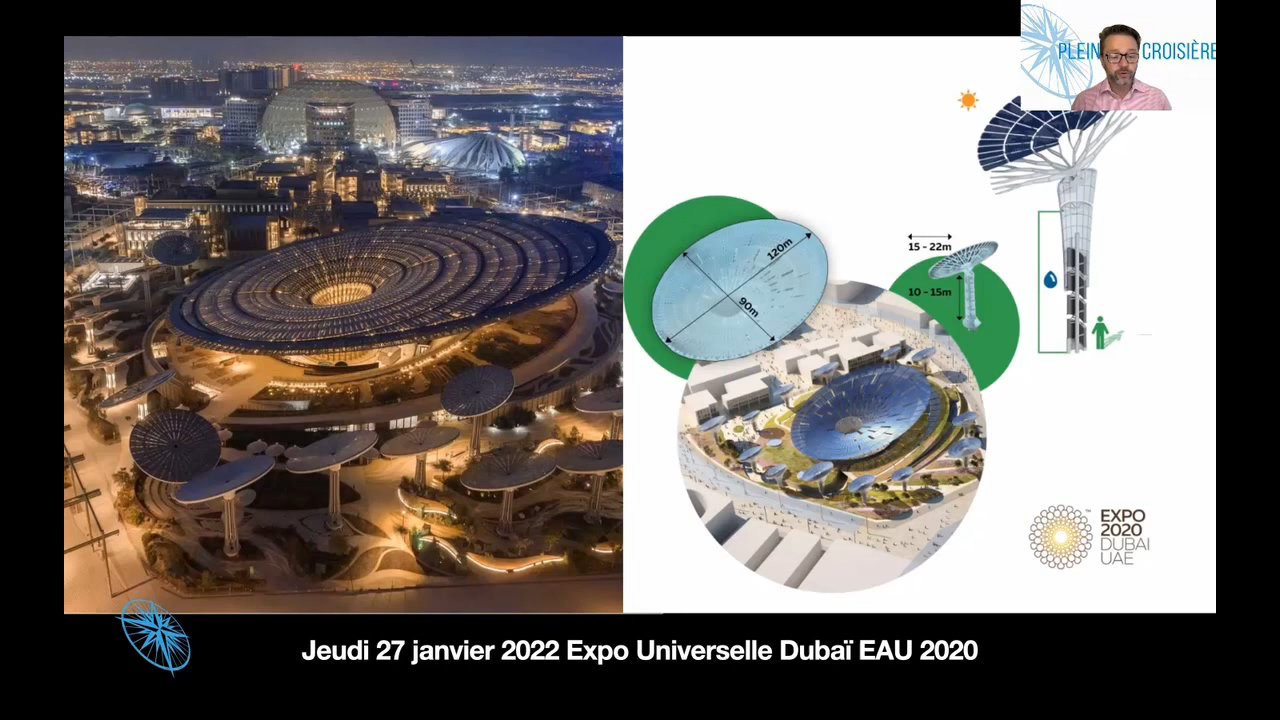 PLEIN CROISIÈRE
120m
90m
15 - 22m
10 - 15m
EXPO
2020
DUBAI
UAE
Jeudi 27 janvier 2022 Expo Universelle Dubaï EAU 2020